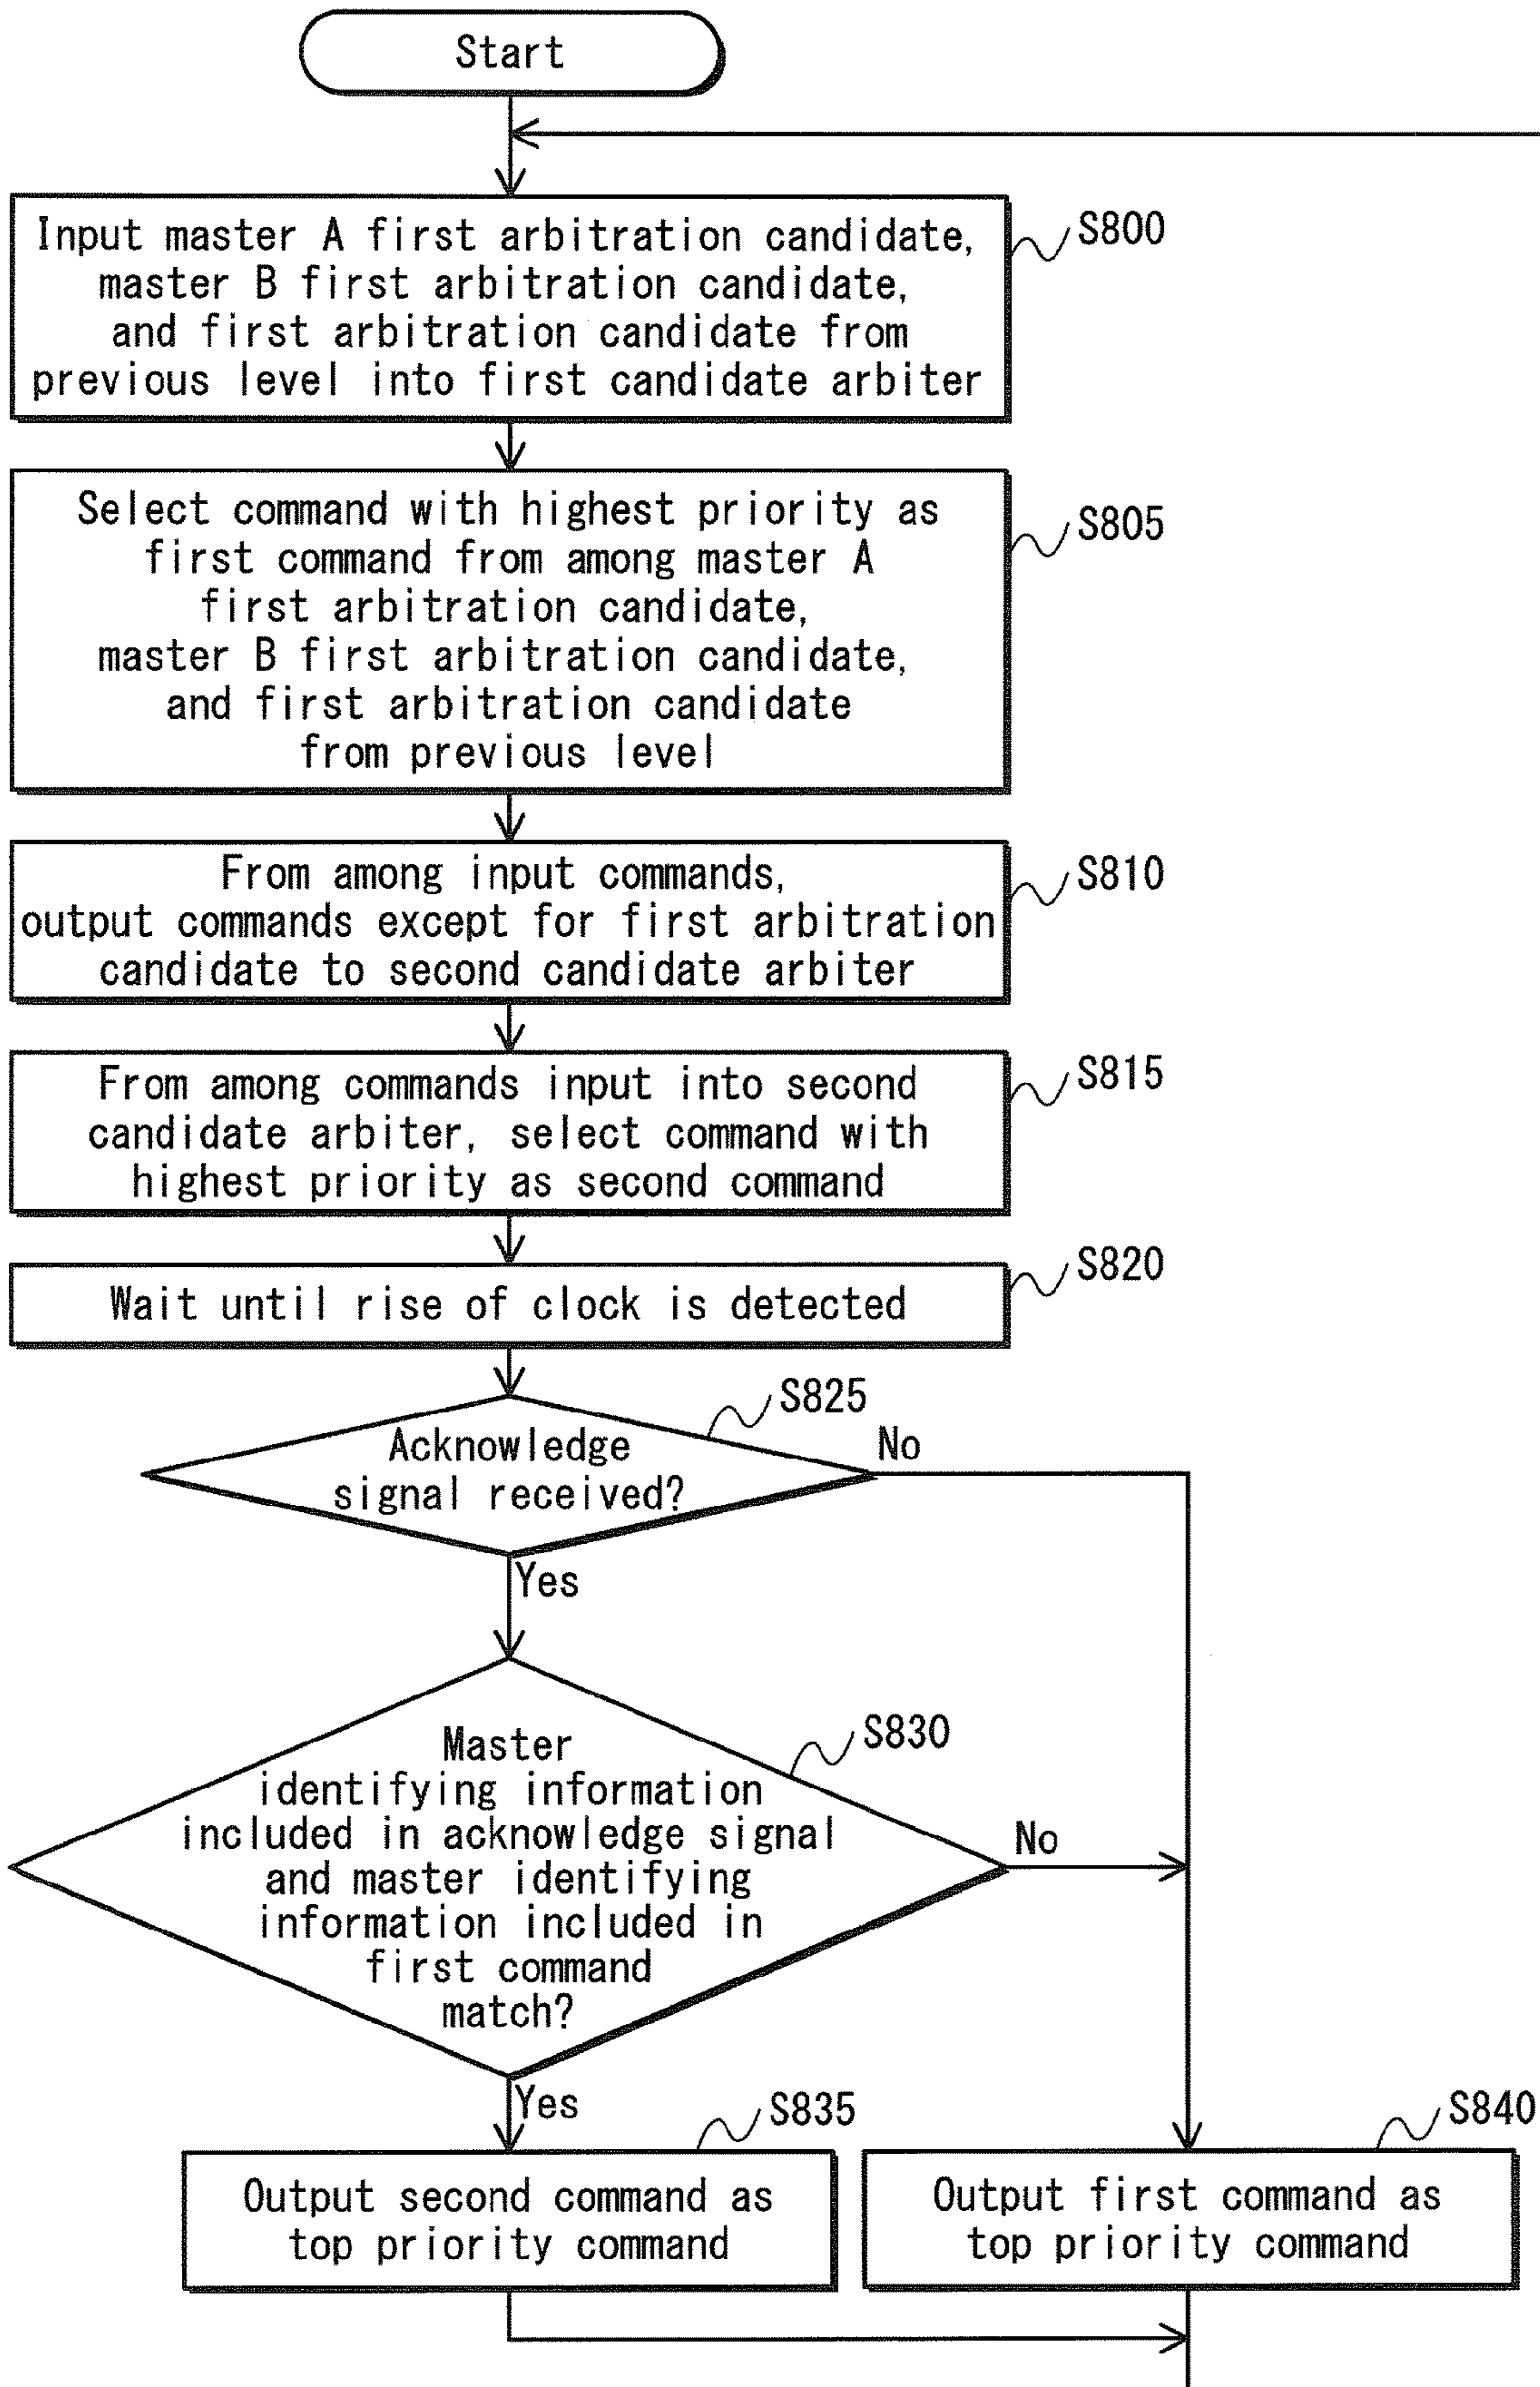 Start
Input master A first arbitration candidate,
master B first arbitration candidate,
and first arbitration candidate from
previous level into first candidate arbiter
S800
Select command with highest priority as
first command from among master A
first arbitration candidate,
master B first arbitration candidate,
and first arbitration candidate
from previous level
S805
From among input commands,
output commands except for first arbitration
candidate to second candidate arbiter
S810
From among commands input into second
candidate arbiter, select command with
highest priority as second command
S815
Wait until rise of clock is detected
S820
Acknowledge
signal received?
S825
No
Yes
Master
identifying information
included in acknowledge signal
and master identifying
information included in
first command
match?
S830
No
Yes
Output second command as
top priority command
S835
Output first command as
top priority command
S840